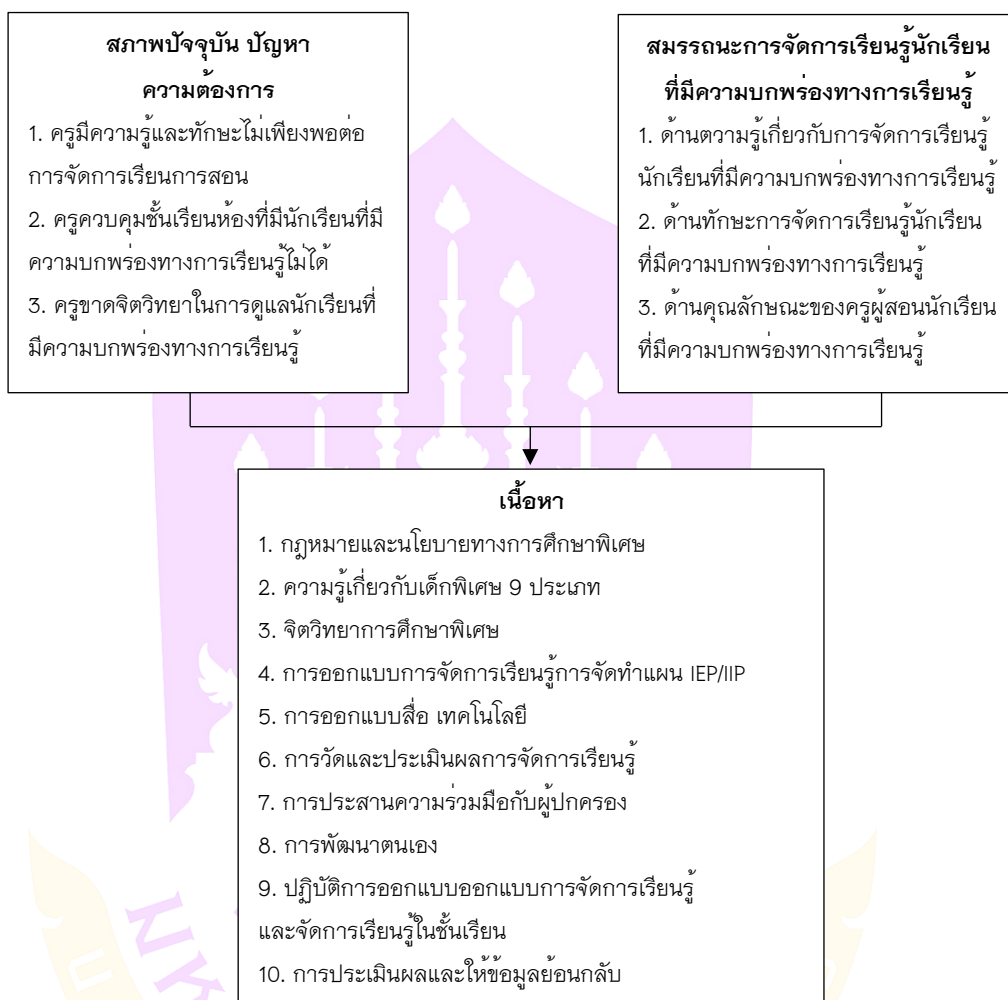 สภาพปัจจุบัน ปัญหา
ความต้องการ
1. ครูมีความรู้และทักษะไม่เพียงพอต่อ
การจัดการเรียนการสอน
2. ครูควบคุมชั้นเรียนห้องที่มีนักเรียนที่มี
ความบกพร่องทางการเรียนรู้ไม่ได้
3. ครูขาดจิตวิทยาในการดูแลนักเรียนที่
มีความบกพร่องทางการเรียนรู้
สมรรถนะการจัดการเรียนรู้นักเรียน
ที่มีความบกพร่องทางการเรียนรู้
1. ด้านตวามรู้เกี่ยวกับการจัดการเรียนรู้
นักเรียนที่มีความบกพร่องทางการเรียนรู้
2. ด้านทักษะการจัดการเรียนรู้นักเรียน
ที่มีความบกพร่องทางการเรียนรู้
3. ด้านคุณลักษณะของครูผู้สอนนักเรียน
ที่มีความบกพร่องทางการเรียนรู้
เนื้อหา
1. กฎหมายและนโยบายทางการศึกษาพิเศษ
2. ความรู้เกี่ยวกับเด็กพิเศษ 9 ประเภท
3. จิตวิทยาการศึกษาพิเศษ
4. การออกแบบการจัดการเรียนรู้การจัดทำแผน IEP/IIP
5. การออกแบบสื่อ เทคโนโลยี
6. การวัดและประเมินผลการจัดการเรียนรู้
7. การประสานความร่วมมือกับผู้ปกครอง
8. การพัฒนาตนเอง
9. ปฏิบัติการออกแบบออกแบบการจัดการเรียนรู้
และจัดการเรียนรู้ในชั้นเรียน
10. การประเมินผลและให้ข้อมูลย้อนกลับ